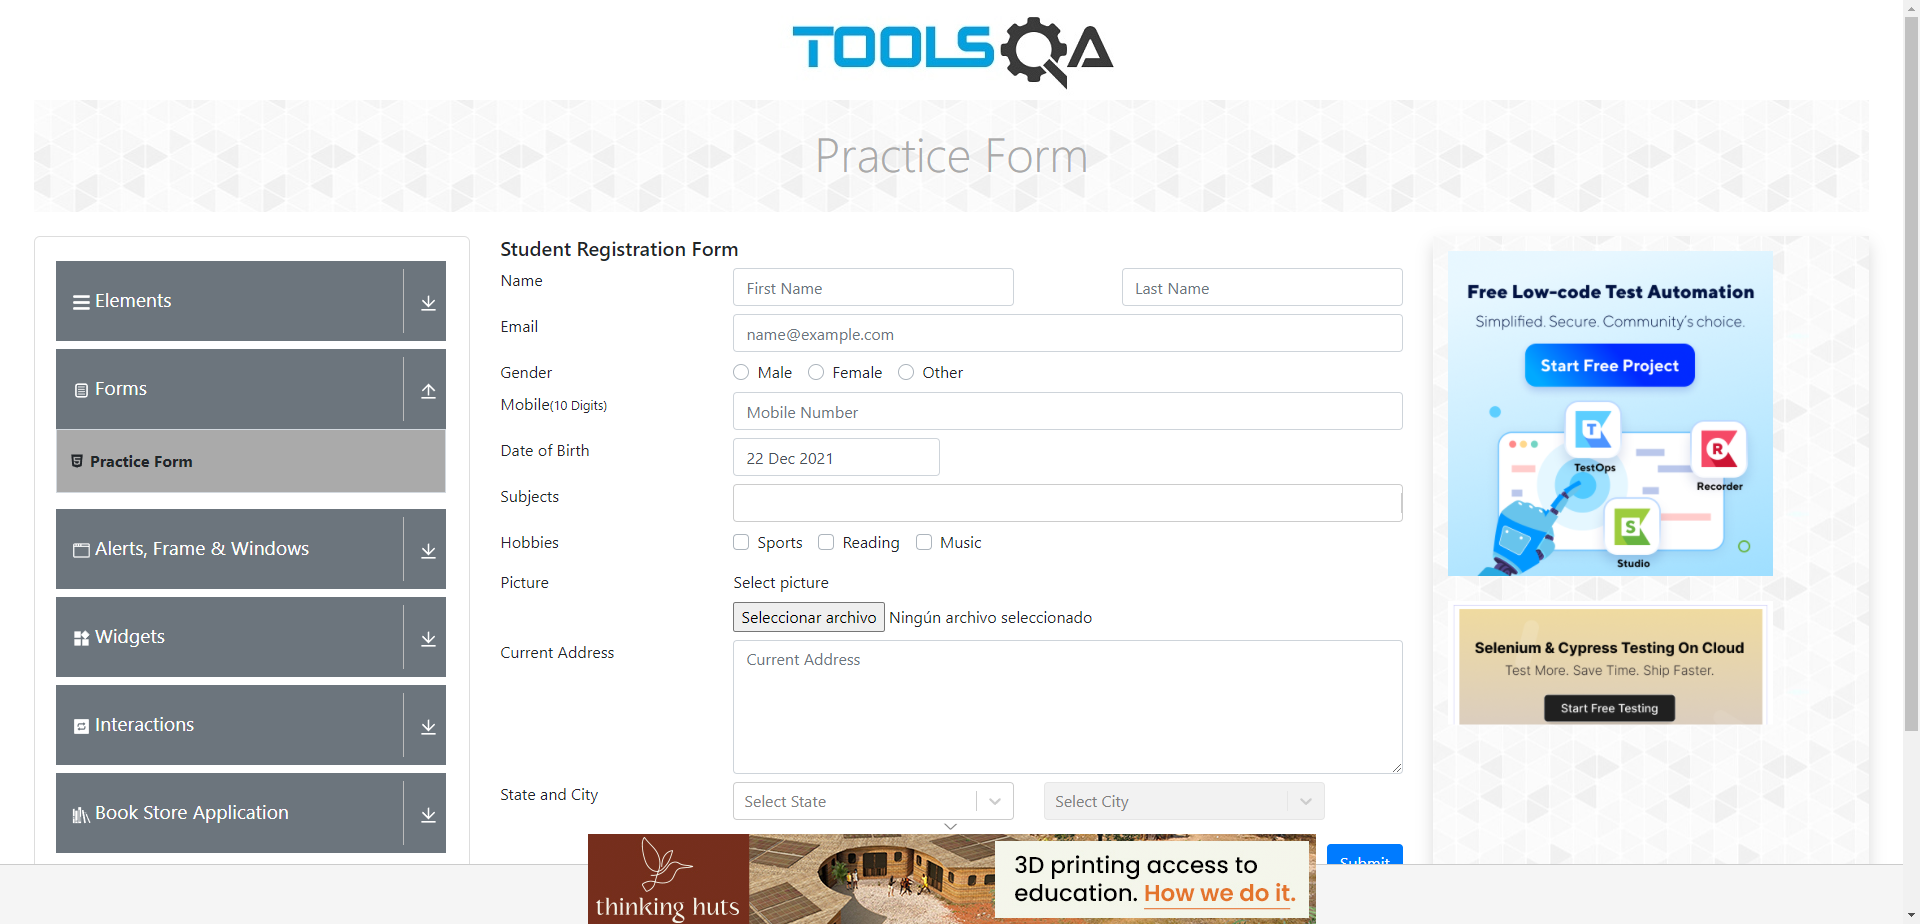 TOOLSQA
Practice Form
Elements
Forms
Practice Form
Alerts, Frame & Windows
Widgets
Interactions
Book Store Application
Student Registration Form
Name
First Name
Last Name
Email
name@example.com
Gender
Male
Female
Other
Mobile(10 Digits)
Mobile Number
Date of Birth
22 Dec 2021
Subjects
Hobbies
Sports
Reading
Music
Picture
Select picture
Seleccionar archivo Ningún archivo seleccionado
Current Address
Current Address
State and City
Select State
Select City
Submit
Free Low-code Test Automation
Simplified. Secure. Community's choice.
Start Free Project
T
TestOps
R
Recorder
S
Studio
Selenium & Cypress Testing On Cloud
Test More. Save Time. Ship Faster.
Start Free Testing
thinking huts
3D printing access to
education. How we do it.